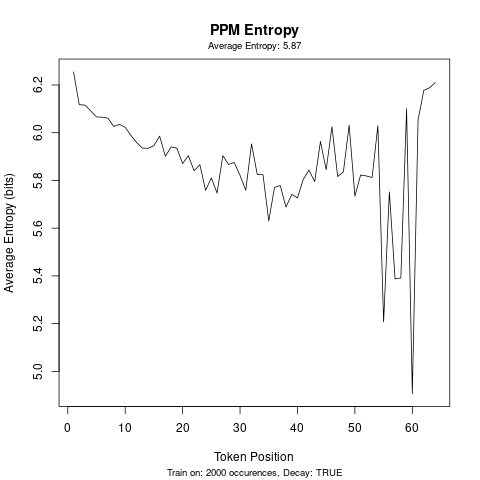 PPM Entropy
Average Entropy: 5.87
Average Entropy (bits)
6.2
6.0
5.8
5.6
5.4
5.2
5.0
0 10 20 30 40 50 60
Token Position
Train on: 2000 occurences, Decay: TRUE